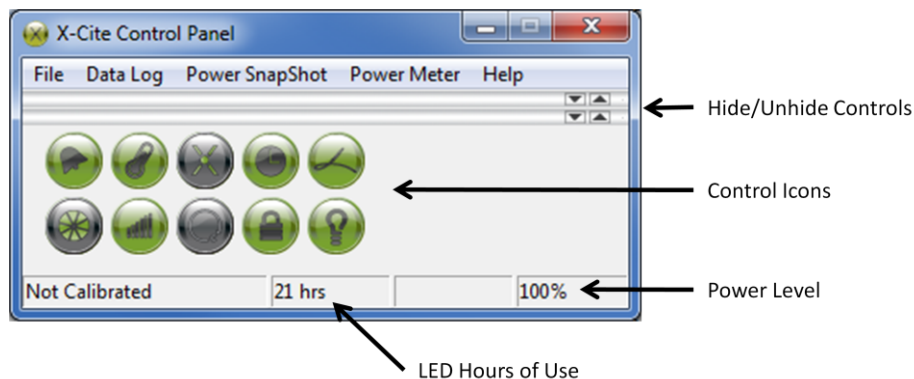 X-Cite Control Panel
File Data Log Power SnapShot Power Meter Help
Hide/Unhide Controls
Control Icons
Not Calibrated 21 hrs 100%
Power Level
LED Hours of Use